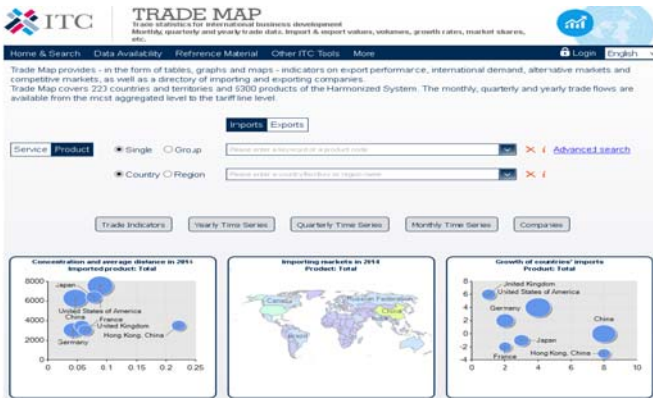 ITC
TRADE MAP
Trade statistics for international business development
Monthly, quarterly and yearly trade data. Import & export values, volumes, growth rates, market shares,
etc.
Home & Search Data Availability Reference Material Other ITC Tools More Login English
Trade Map provides - in the form of tables, graphs and maps - indicators on export performance, international demand, alternative markets and
competitive markets, as well as a directory of importing and exporting companies.
Trade Map covers 223 countries and territories and 5300 products of the Harmonized System. The monthly, quarterly and yearly trade flows are
available from the most aggregated level to the tariff line level.
Imports Exports
Service Product Single Group Please enter a keyword or a product code Advanced search
Country Region Please enter a country/territory or region name
Trade Indicators Yearly Time Series Quarterly Time Series Monthly Time Series Companies
Concentration and average distance in
Imported product: Total
8000
6000
4000
2000
0
0 0.05 0.1 0.15 0.2 0.25
Japan
United States of America
China
France
United Kingdom
Germany
Hong Kong, China
Importing markets in 2014
Product: Total
Canada
Russian Federation
China
Brazil
Growth of countries' imports
Product: Total
8
6
4
2
0
-2
-4
0 2 4 6 8 10
United Kingdom
United States of America
Germany
China
Japan
France
Hong Kong, China